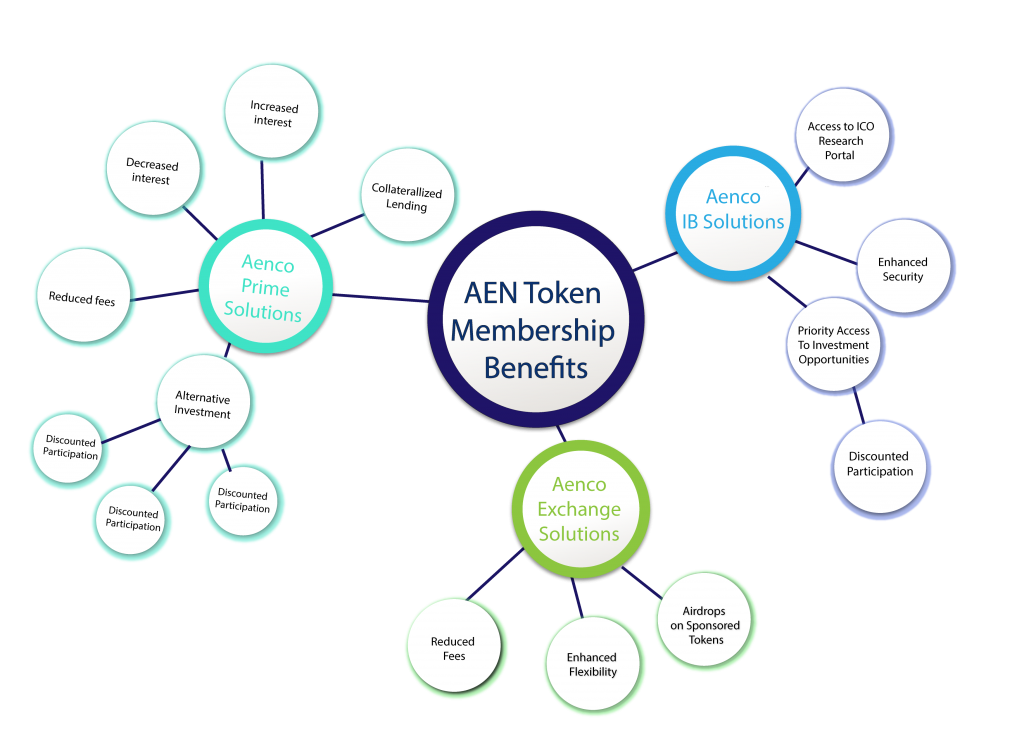 AEN Token
Membership
Benefits
Aenco
Prime
Solutions
Increased
interest
Decreased
interest
Collaterallized
Lending
Reduced fees
Alternative
Investment
Discounted
Participation
Discounted
Participation
Discounted
Participation
Aenco
IB Solutions
Access to ICO
Research
Portal
Enhanced
Security
Priority Access
To Investment
Opportunities
Discounted
Participation
Aenco
Exchange
Solutions
Reduced
Fees
Enhanced
Flexibility
Airdrops
on Sponsored
Tokens